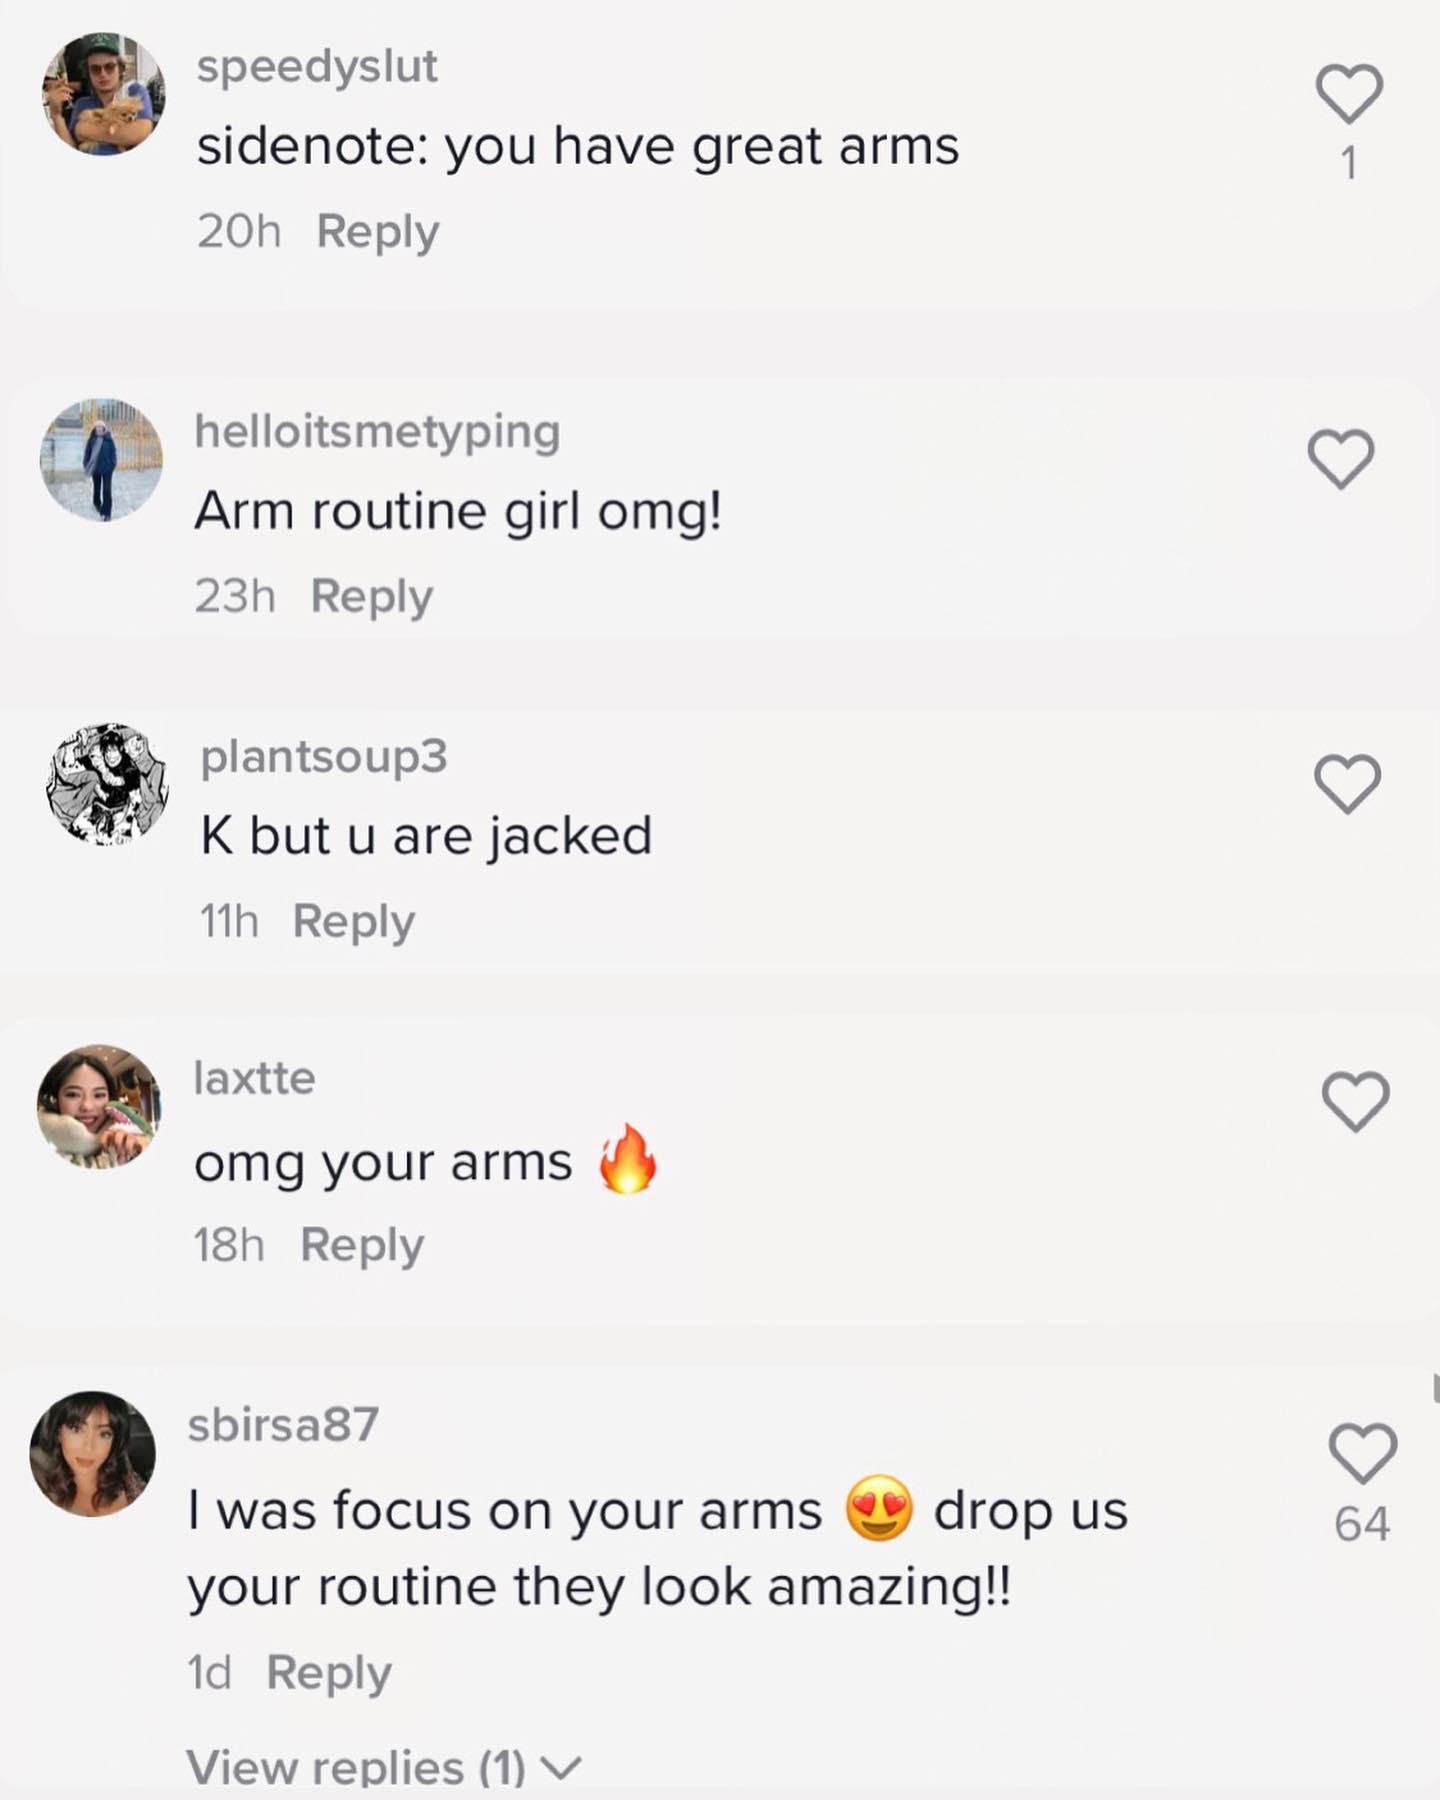 speedyslut
sidenote: you have great arms
1
20h Reply
helloitsmetyping
Arm routine girl omg!
23h Reply
plantsoup3
K but u are jacked
11h Reply
laxtte
omg your arms 🔥
18h Reply
sbirsa87
I was focus on your arms 😍 drop us
64
your routine they look amazing!!
1d Reply
View replies (1)